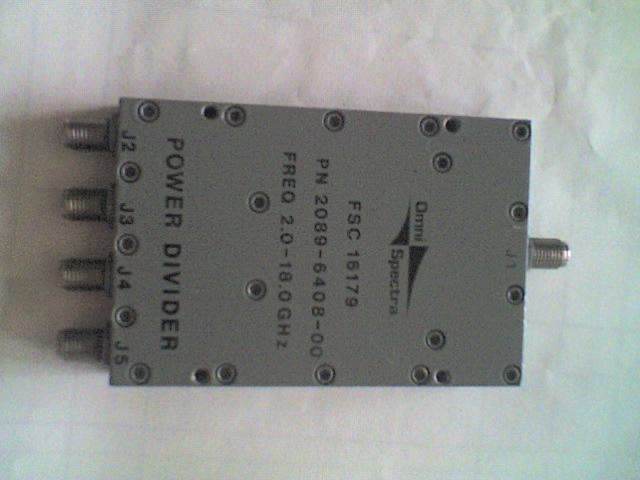 J1
Omni Spectra
FSC 16179
PN 2089-6408-00
FREQ 2.0-18.0GHz
POWER DIVIDER
J2 J3 J4 J5